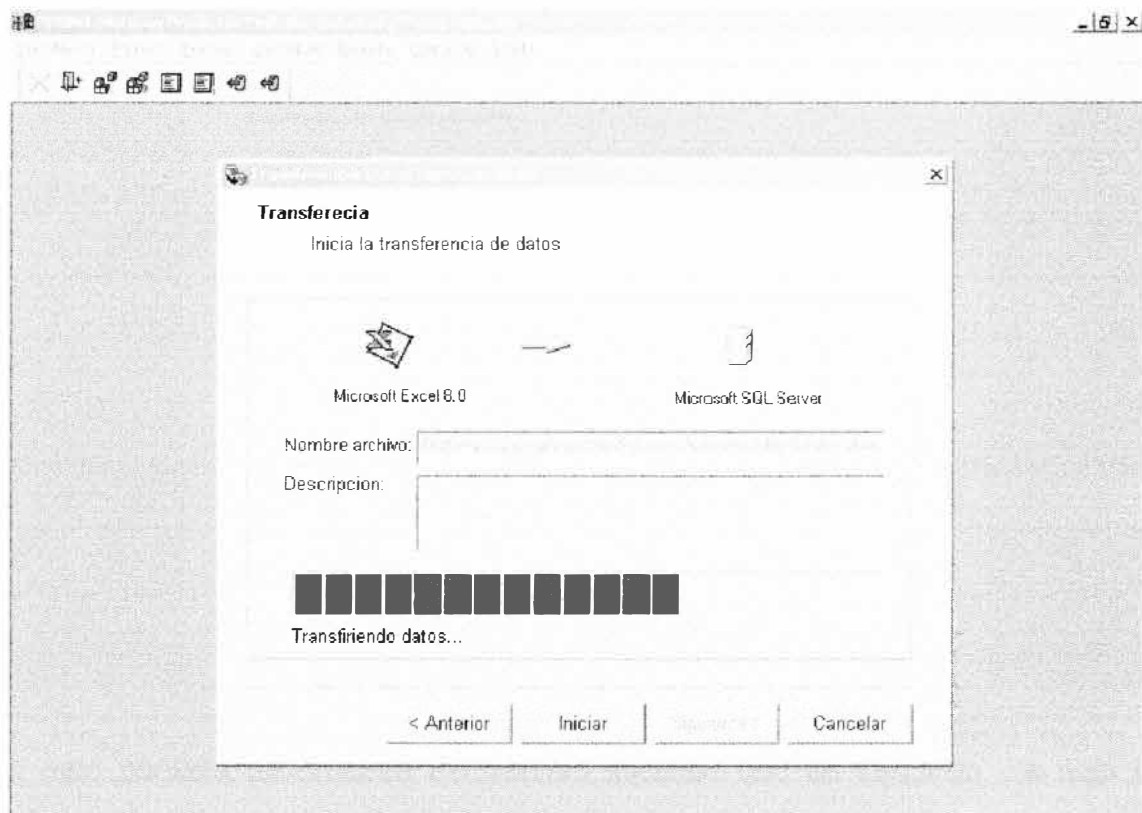 Transferecia
Inicia la transferencia de datos
Microsoft Excel 8.0
Microsoft SQL Server
Nombre archivo:
Descripcion:
Transfiriendo datos...
< Anterior
Iniciar
Cancelar